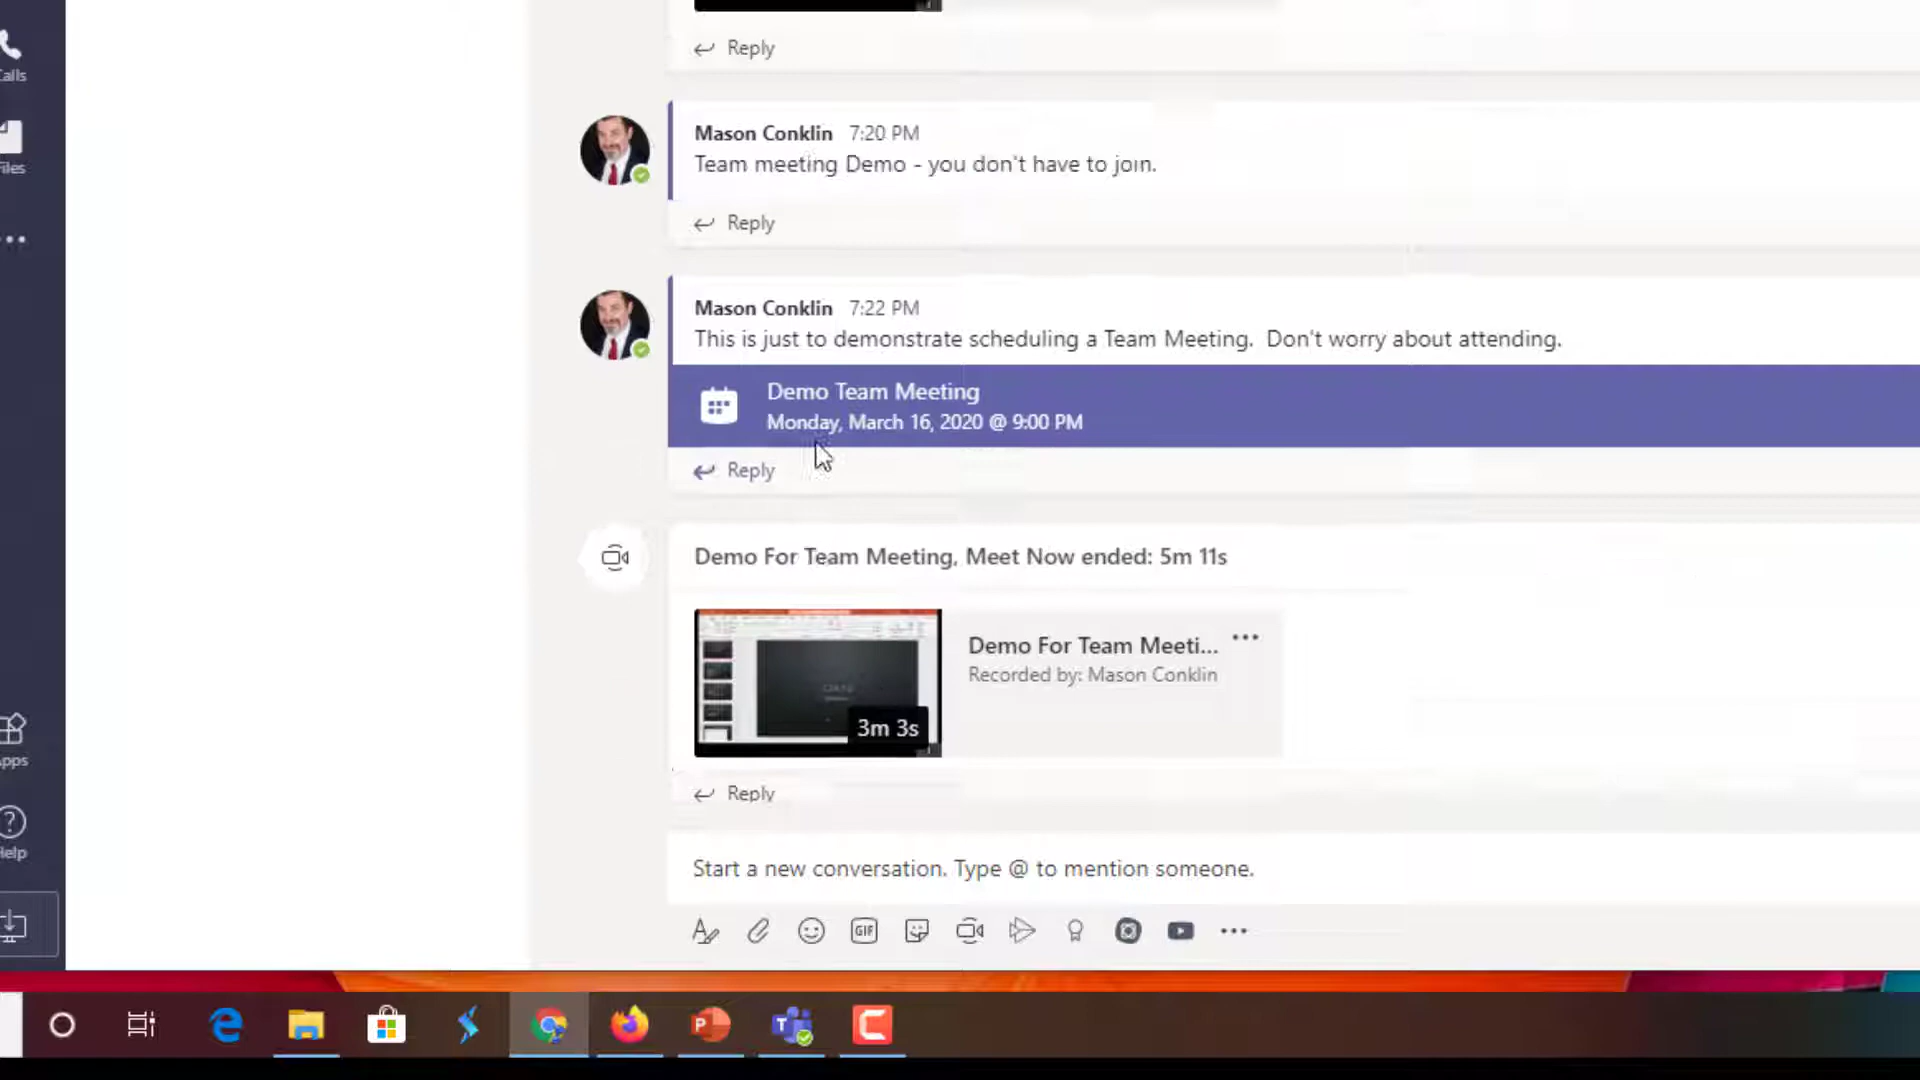 Calls
Files
Apps
Help
Reply
Mason Conklin 7:20 PM
Team meeting Demo - you don't have to join.
Reply
Mason Conklin 7:22 PM
This is just to demonstrate scheduling a Team Meeting. Don't worry about attending.
Demo Team Meeting
Monday, March 16, 2020 @ 9:00 PM
Reply
Demo For Team Meeting, Meet Now ended: 5m 11s
3m 3s
Demo For Team Meeti...
Recorded by: Mason Conklin
Reply
Start a new conversation. Type @ to mention someone.
GIF